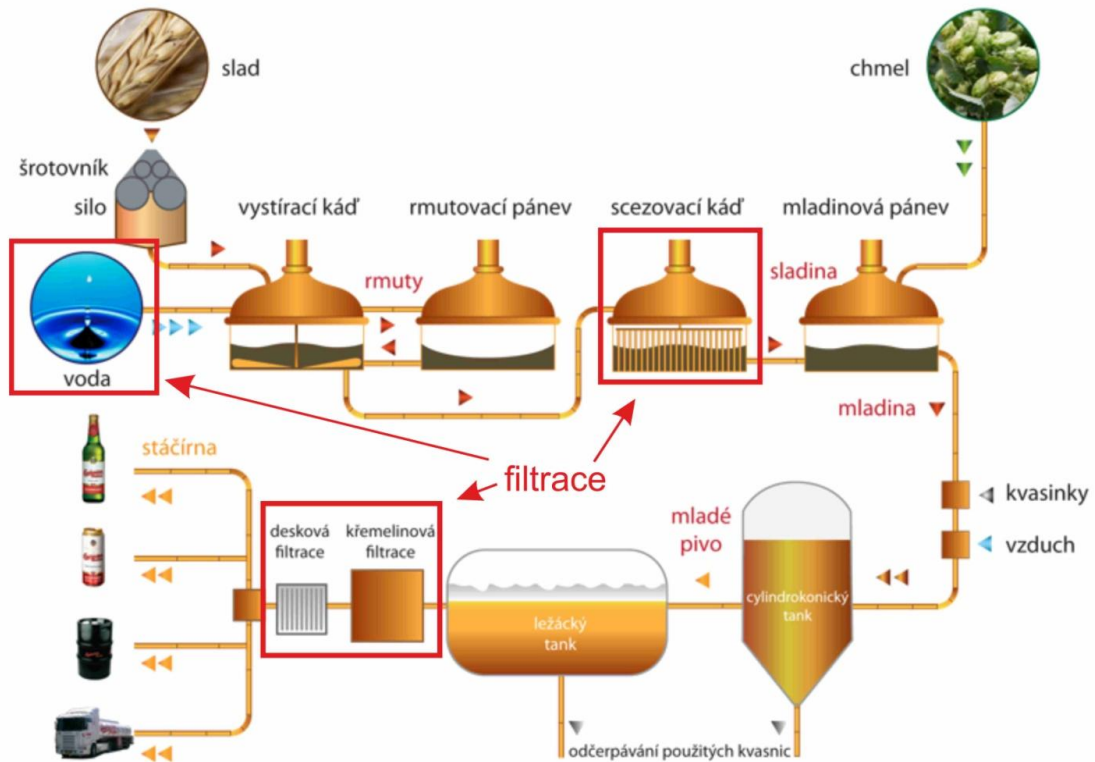 slad
chmel
šrotovník
silo
vystírací káď
rmutovací pánev
scezovací káď
mladinová pánev
rmuty
sladina
voda
mladina
stáčírna
filtrace
kvasinky
vzduch
desková
filtrace
křemelinová
filtrace
mladé
pivo
cylindrokonický
tank
ležácký
tank
odčerpávání použitých kvasnic